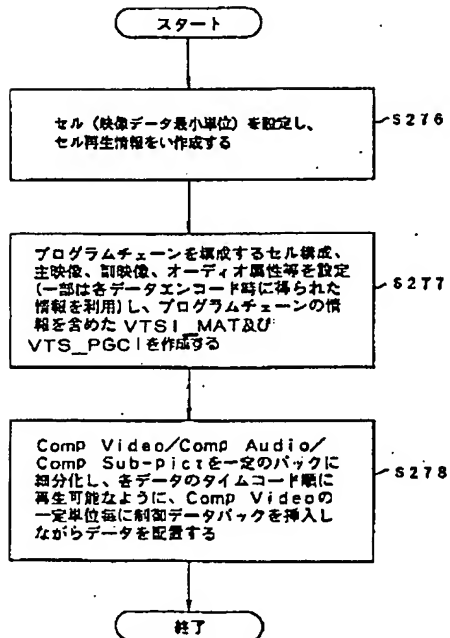 スタート
セル（映像データ最小単位）を設定し、
セル再生情報をい作成する
S276
プログラムチェーンを構成するセル構成、
主映像、副映像、オーディオ属性等を設定
(一部は各データエンコード時に得られた
情報を利用)し、プログラムチェーンの情
報を含めた VTSI_MAT及び
VTS_PGCIを作成する
S277
Comp Video/Comp Audio/
Comp Sub-pictを一定のパックに
細分化し、各データのタイムコード順に
再生可能なように、Comp Videoの
一定単位毎に制御データパックを挿入し
ながらデータを配置する
S278
終了